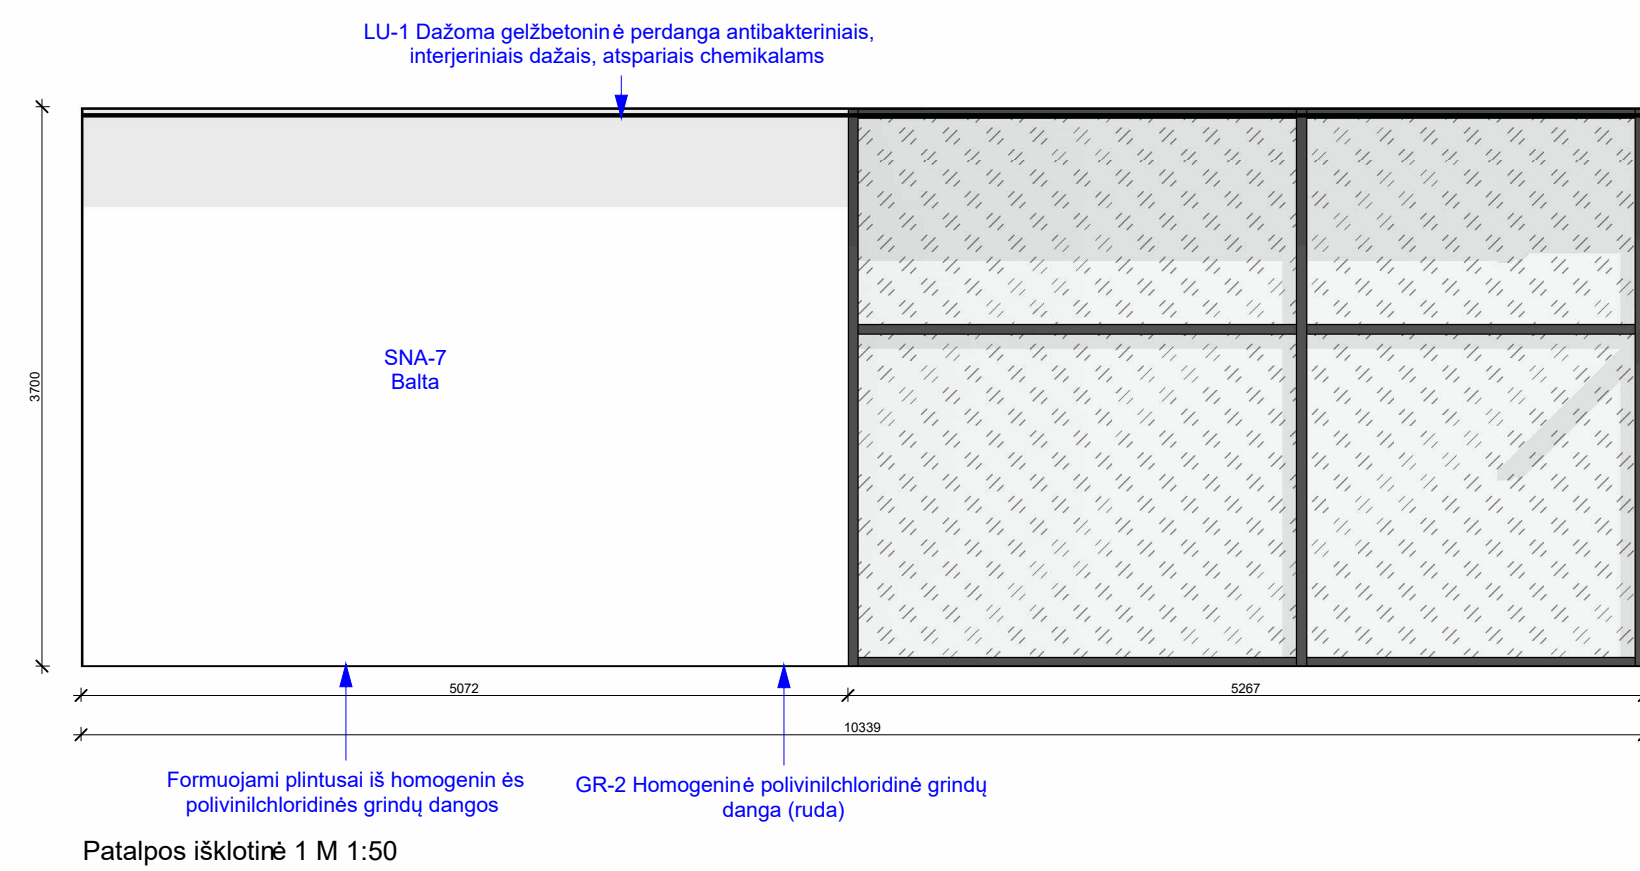 LU-1 Dažoma gelžbetoninė perdanga antibakteriniais,
interjeriniais dažais, atspariais chemikalams
SNA-7
Balta
3700
5072
5267
10339
Formuojami plintusai iš homogeninės
polivinilchloridinės grindų dangos
GR-2 Homogeninė polivinilchloridinė grindų
danga (ruda)
Patalpos išklotinė 1 M 1:50